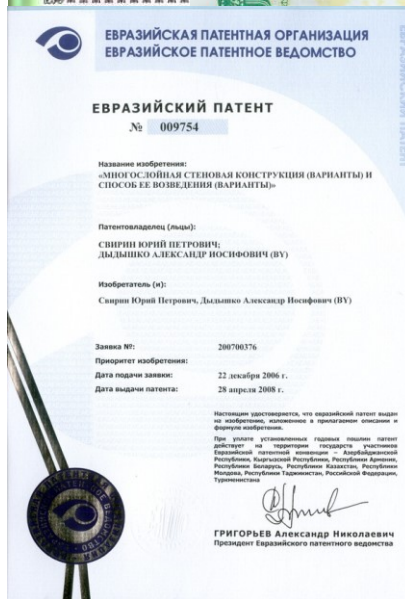 ЕВРАЗИЙСКАЯ ПАТЕНТНАЯ ОРГАНИЗАЦИЯ
ЕВРАЗИЙСКОЕ ПАТЕНТНОЕ ВЕДОМСТВО
ЕВРАЗИЙСКИЙ ПАТЕНТ
№ 009754
Название изобретения:
«МНОГОСЛОЙНАЯ СТЕНОВАЯ КОНСТРУКЦИЯ (ВАРИАНТЫ) И
СПОСОБ ЕЕ ВОЗВЕДЕНИЯ (ВАРИАНТЫ)»
Патентовладелец (льцы):
СВИРИН ЮРИЙ ПЕТРОВИЧ;
ДЫДЫШКО АЛЕКСАНДР ИОСИФОВИЧ (BY)
Изобретатель (и):
Свирин Юрий Петрович, Дыдышко Александр Иосифович (BY)
Заявка №: 200700376
Приоритет изобретения:
Дата подачи заявки: 22 декабря 2006 г.
Дата выдачи патента: 28 апреля 2008 г.
Настоящим удостоверяется, что евразийский патент выдан
на изобретение, изложенное в прилагаемом описании и
формуле изобретения.
При уплате установленных годовых пошлин патент
действует на территории государств участников
Евразийской патентной конвенции – Азербайджанской
Республики, Кыргызской Республики, Республики Армения,
Республики Беларусь, Республики Казахстан, Республики
Молдова, Республики Таджикистан, Российской Федерации,
Туркменистана
ГРИГОРЬЕВ Александр Николаевич
Президент Евразийского патентного ведомства